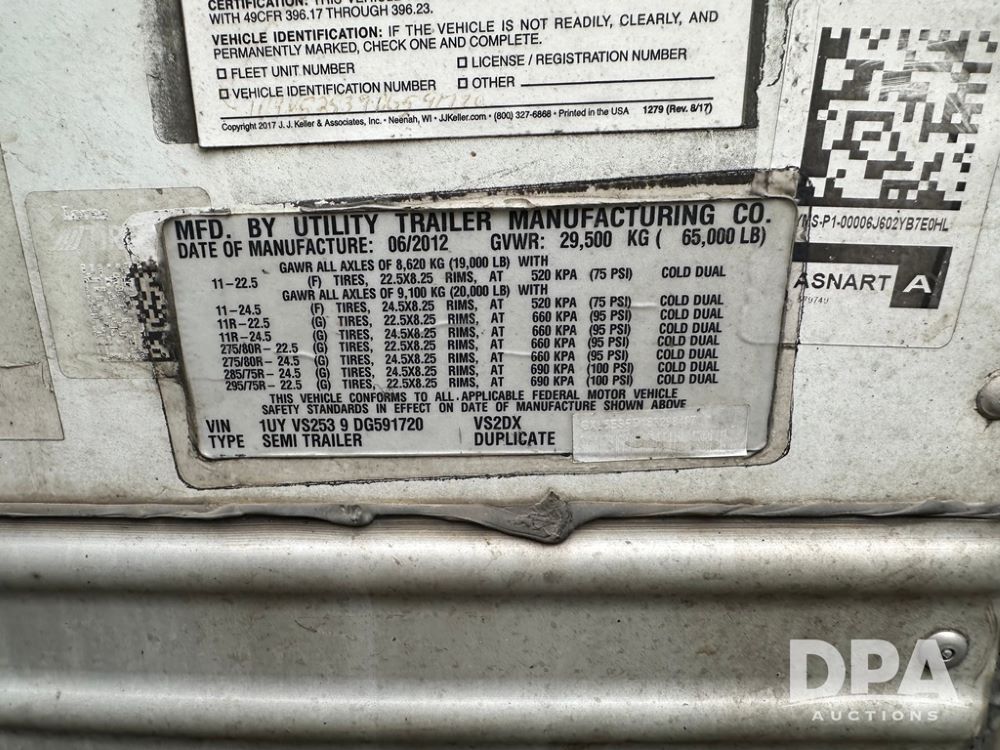 CERTIFICATION: THIS VEHICLE
WITH 49CFR 396.17 THROUGH 396.23.
VEHICLE IDENTIFICATION: IF THE VEHICLE IS NOT READILY, CLEARLY, AND
PERMANENTLY MARKED, CHECK ONE AND COMPLETE.
☐ FLEET UNIT NUMBER ☐ LICENSE / REGISTRATION NUMBER
☐ VEHICLE IDENTIFICATION NUMBER ☐ OTHER
Copyright 2017 J. J. Keller & Associates, Inc. • Neenah, WI • JJKeller.com • (800) 327-6868 • Printed in the USA 1279 (Rev. 8/17)
YMS-P1-00006J602YB7E0HL
ASNART A
MFD. BY UTILITY TRAILER MANUFACTURING CO.
DATE OF MANUFACTURE: 06/2012 GVWR: 29,500 KG ( 65,000 LB)
GAWR ALL AXLES OF 8,620 KG (19,000 LB) WITH
11-22.5 (F) TIRES, 22.5X8.25 RIMS, AT 520 KPA (75 PSI) COLD DUAL
GAWR ALL AXLES OF 9,100 KG (20,000 LB) WITH
11-24.5 (F) TIRES, 24.5X8.25 RIMS, AT 520 KPA (75 PSI) COLD DUAL
11R-22.5 (G) TIRES, 22.5X8.25 RIMS, AT 660 KPA (95 PSI) COLD DUAL
11R-24.5 (G) TIRES, 24.5X8.25 RIMS, AT 660 KPA (95 PSI) COLD DUAL
275/80R-22.5 (G) TIRES, 22.5X8.25 RIMS, AT 660 KPA (95 PSI) COLD DUAL
275/80R-24.5 (G) TIRES, 24.5X8.25 RIMS, AT 660 KPA (95 PSI) COLD DUAL
285/75R-24.5 (G) TIRES, 24.5X8.25 RIMS, AT 690 KPA (100 PSI) COLD DUAL
295/75R-22.5 (G) TIRES, 22.5X8.25 RIMS, AT 690 KPA (100 PSI) COLD DUAL
THIS VEHICLE CONFORMS TO ALL APPLICABLE FEDERAL MOTOR VEHICLE
SAFETY STANDARDS IN EFFECT ON DATE OF MANUFACTURE SHOWN ABOVE
VIN 1UY VS253 9 DG591720 VS2DX
TYPE SEMI TRAILER DUPLICATE
DPA
AUCTIONS